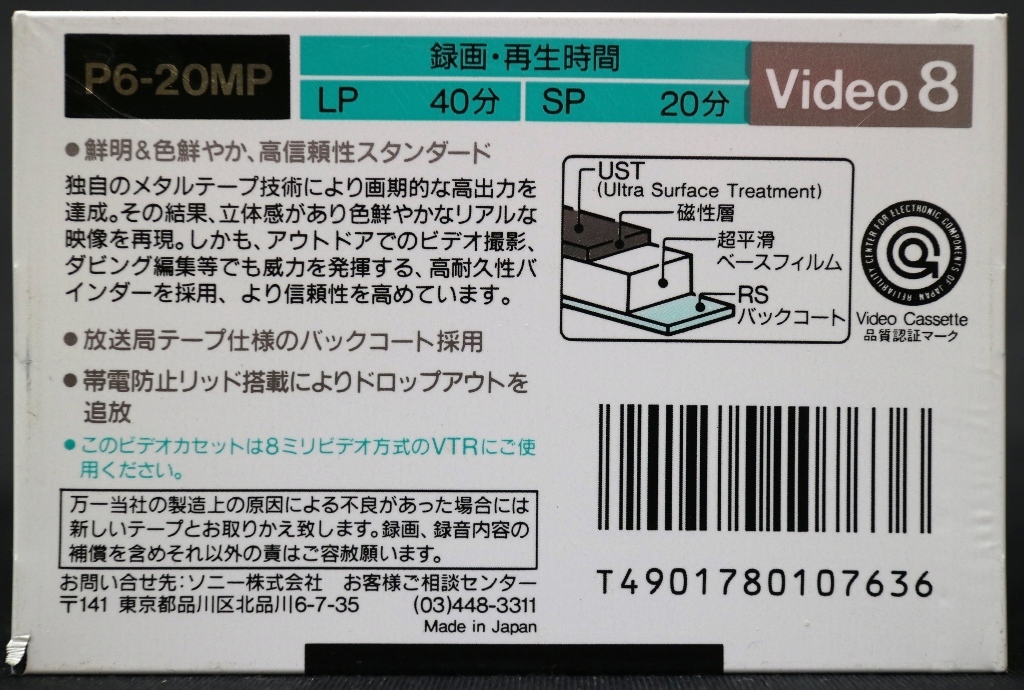 P6-20MP
録画・再生時間
LP 40分 SP 20分
Video 8
●鮮明&色鮮やか、高信頼性スタンダード
独自のメタルテープ技術により画期的な高出力を
達成。その結果、立体感があり色鮮やかなリアルな
映像を再現。しかも、アウトドアでのビデオ撮影、
ダビング編集等でも威力を発揮する、高耐久性バ
インダーを採用、より信頼性を高めています。
●放送局テープ仕様のバックコート採用
●帯電防止リッド搭載によりドロップアウトを
追放
●このビデオカセットは8ミリビデオ方式のVTRにご使
用ください。
万一当社の製造上の原因による不良があった場合には
新しいテープとお取りかえ致します。録画、録音内容の
補償を含めそれ以外の責はご容赦願います。
お問い合せ先:ソニー株式会社 お客様ご相談センター
〒141 東京都品川区北品川6-7-35 (03)448-3311
Made in Japan
UST
(Ultra Surface Treatment)
磁性層
超平滑
ベースフィルム
RS
バックコート
RELIABILITY CENTER FOR ELECTRONIC COMPONENTS OF JAPAN
Video Cassette
品質認証マーク
T4901780107636